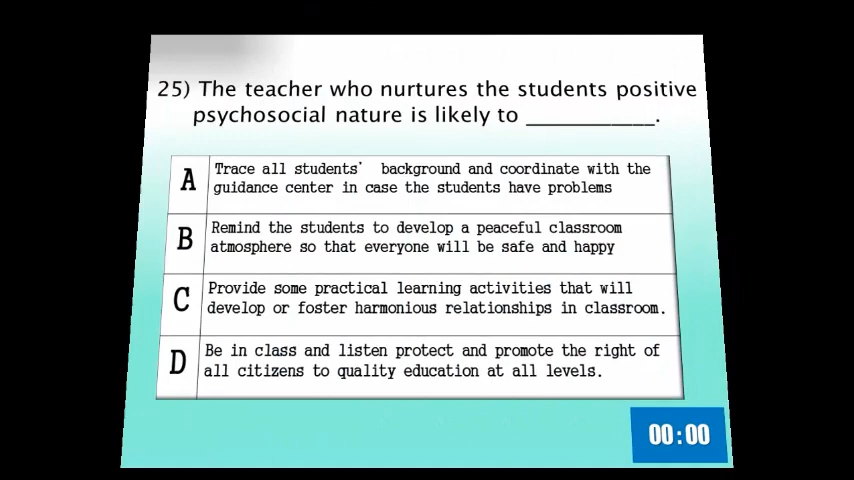 25) The teacher who nurtures the students positive
psychosocial nature is likely to ____________.
A
Trace all students' background and coordinate with the
guidance center in case the students have problems
B
Remind the students to develop a peaceful classroom
atmosphere so that everyone will be safe and happy
C
Provide some practical learning activities that will
develop or foster harmonious relationships in classroom.
D
Be in class and listen protect and promote the right of
all citizens to quality education at all levels.
00:00